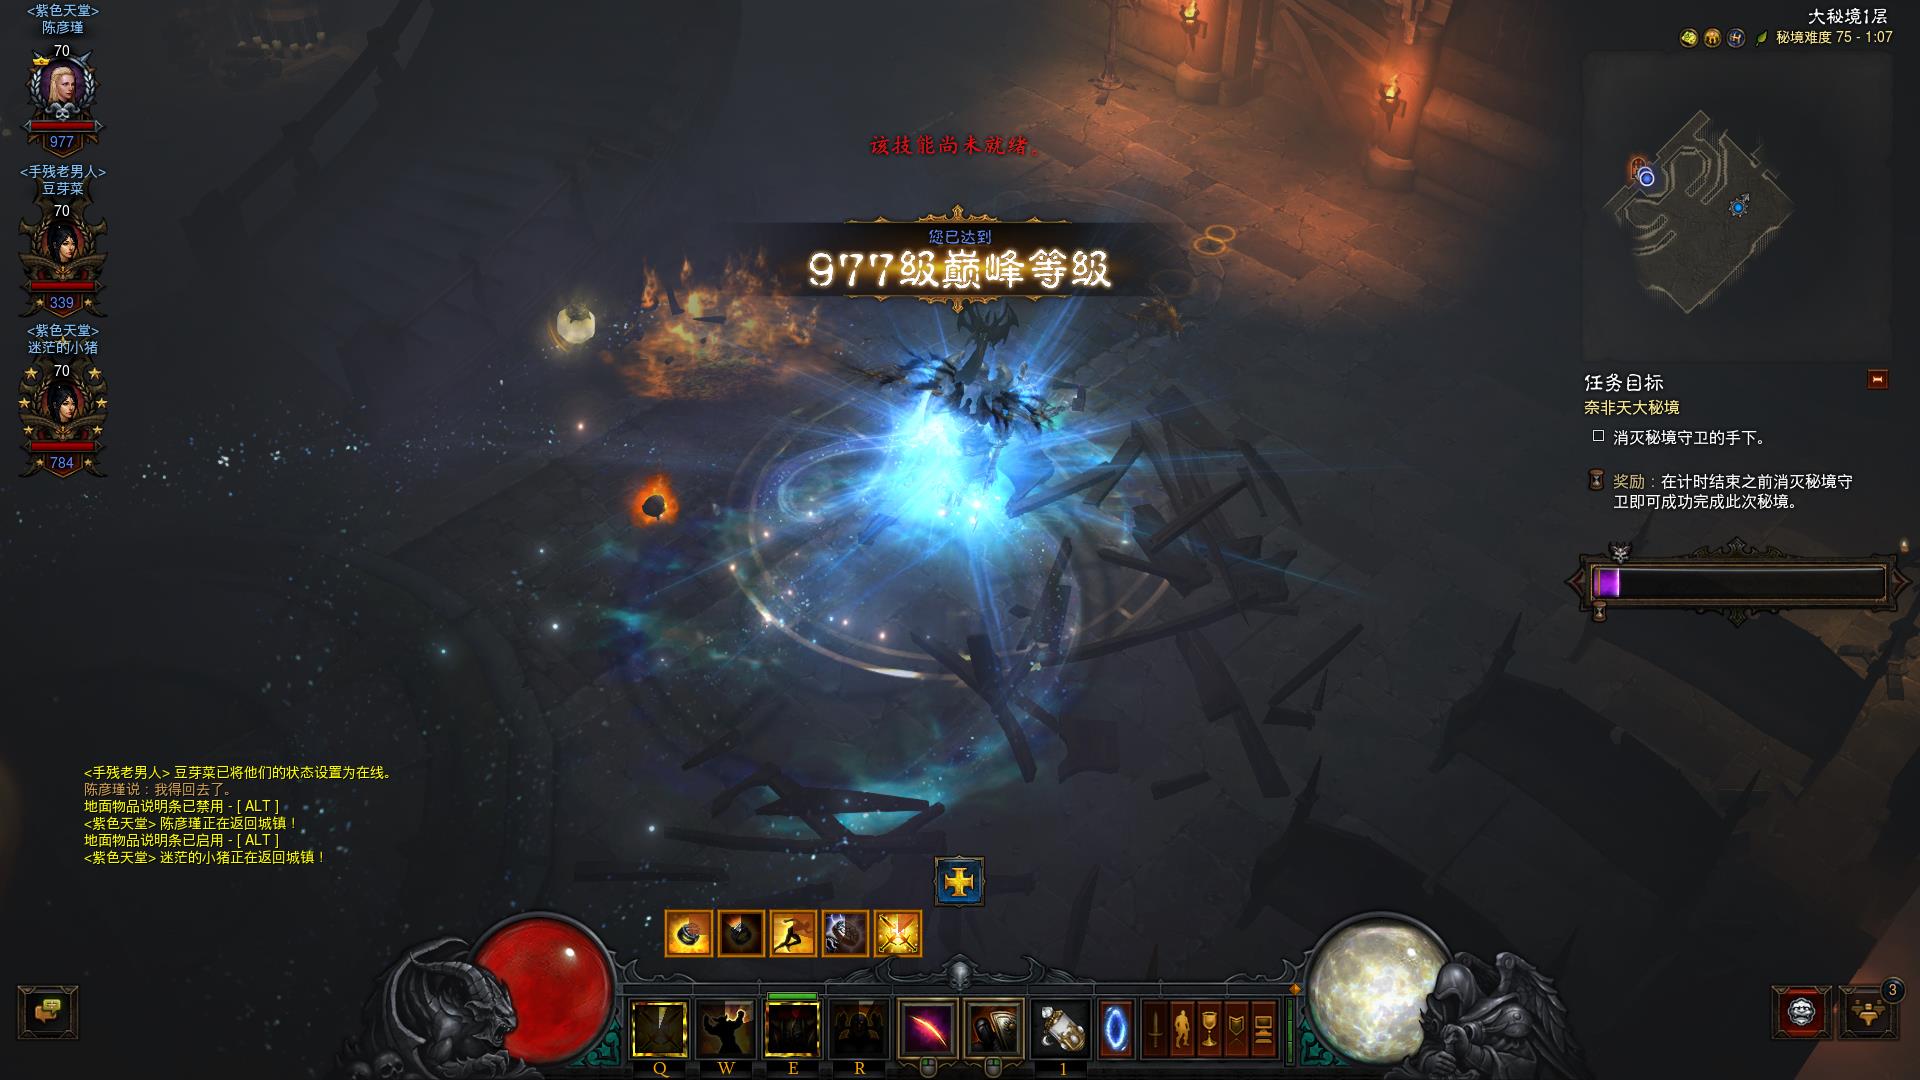 <紫色天堂>
陈彦瑾
70
977
<手残老男人>
豆芽菜
70
339
<紫色天堂>
迷茫的小猪
70
784
大秘境1层
秘境难度 75 - 1:07
该技能尚未就绪。
您已达到
977级巅峰等级
任务目标
奈非天大秘境
消灭秘境守卫的手下。
奖励：在计时结束之前消灭秘境守
卫即可成功完成此次秘境。
<手残老男人> 豆芽菜已将他们的状态设置为在线。
陈彦瑾说：我得回去了。
地面物品说明条已禁用 - [ ALT ]
<紫色天堂> 陈彦瑾正在返回城镇！
地面物品说明条已启用 - [ ALT ]
<紫色天堂> 迷茫的小猪正在返回城镇！
Q W E R 1
3